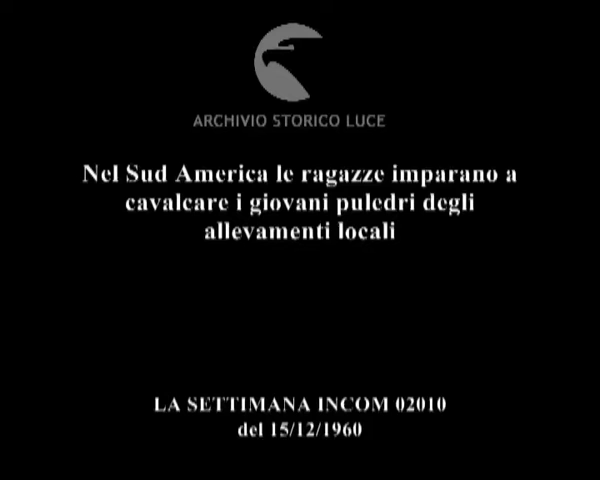 ARCHIVIO STORICO LUCE
Nel Sud America le ragazze imparano a
cavalcare i giovani puledri degli
allevamenti locali
LA SETTIMANA INCOM 02010
del 15/12/1960